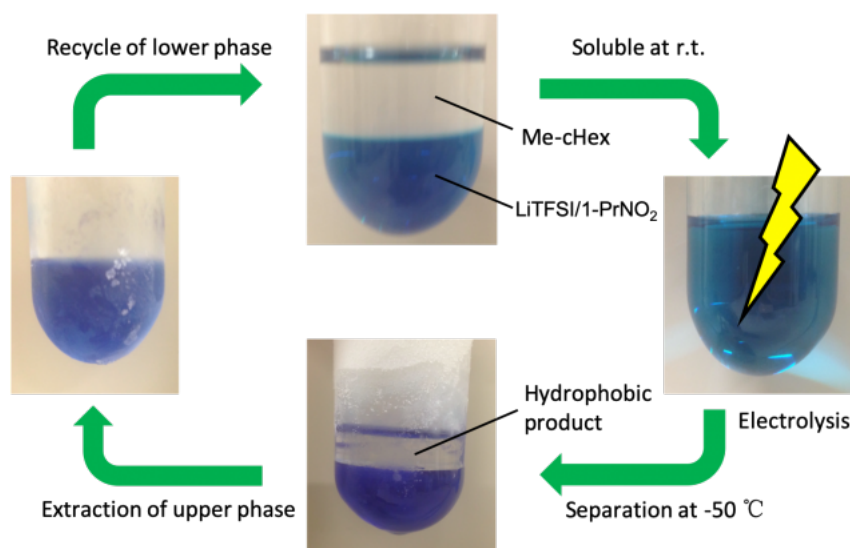 Recycle of lower phase
Soluble at r.t.
Me-cHex
LiTFSI/1-PrNO₂
Hydrophobic
product
Electrolysis
Extraction of upper phase
Separation at -50 ℃